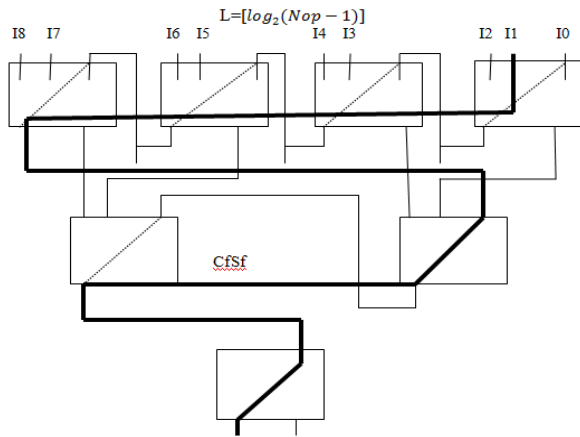 L=[log₂(Nop − 1)]
I8 I7 I6 I5 I4 I3 I2 I1 I0
CfSf